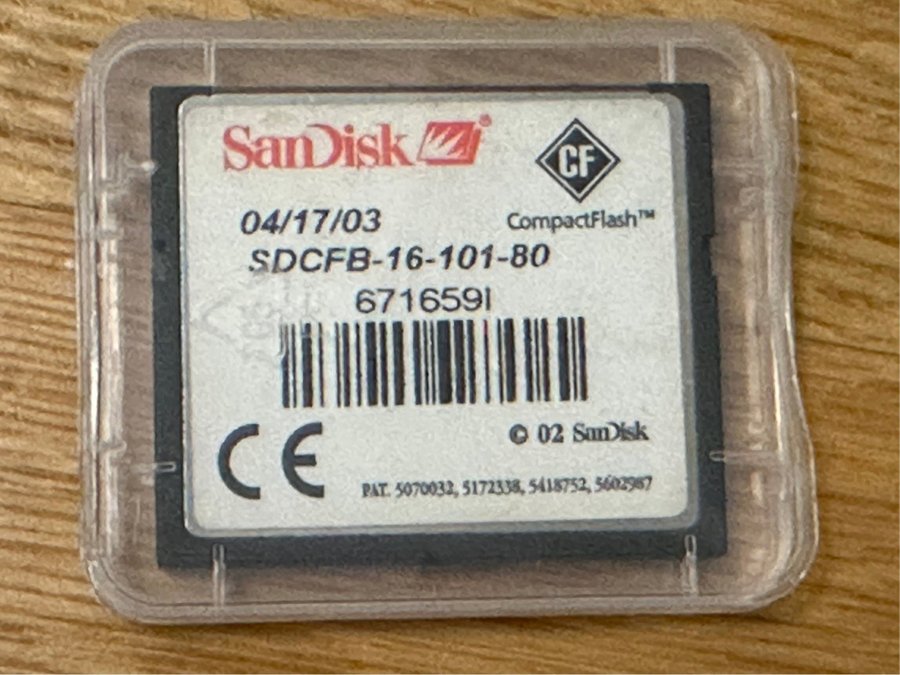 SanDisk®
CF
CompactFlash™
04/17/03
SDCFB-16-101-80
671659I
CE
© 02 SanDisk
PAT. 5070032, 5172338, 5418752, 5602987